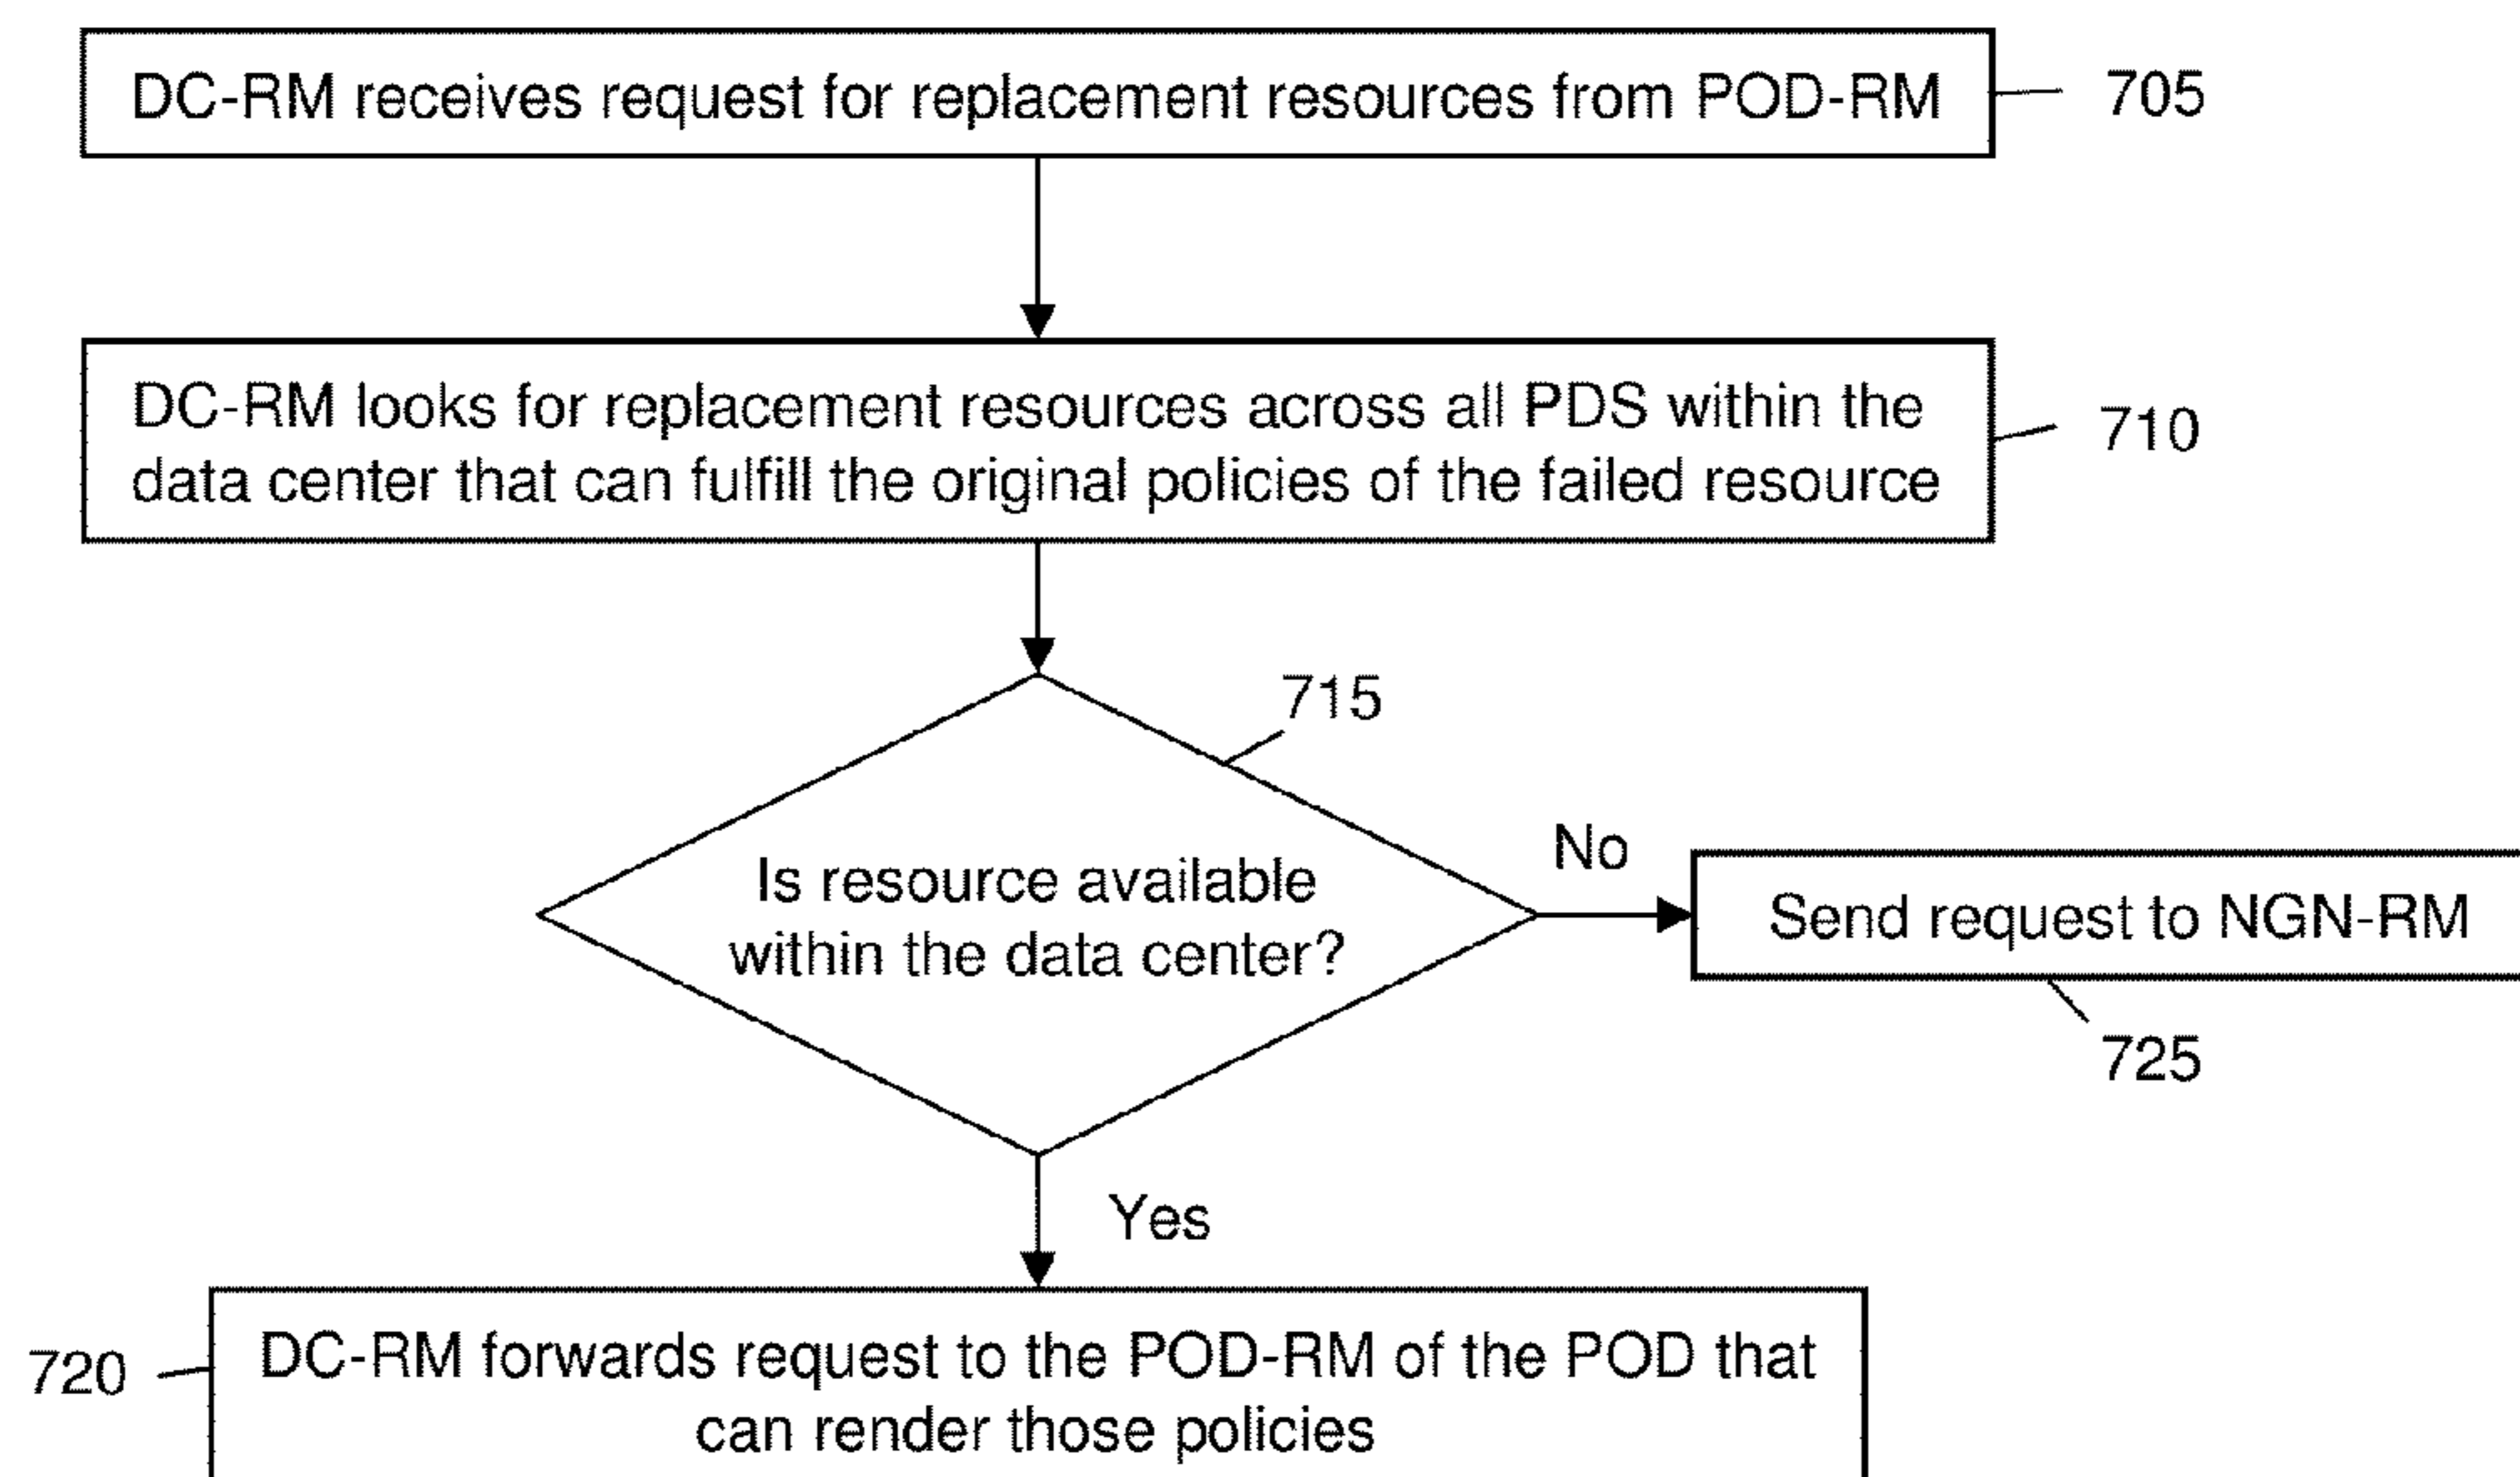 DC-RM receives request for replacement resources from POD-RM
705
DC-RM looks for replacement resources across all PDS within the
data center that can fulfill the original policies of the failed resource
710
715
Is resource available
within the data center?
No
Send request to NGN-RM
725
Yes
720
DC-RM forwards request to the POD-RM of the POD that
can render those policies